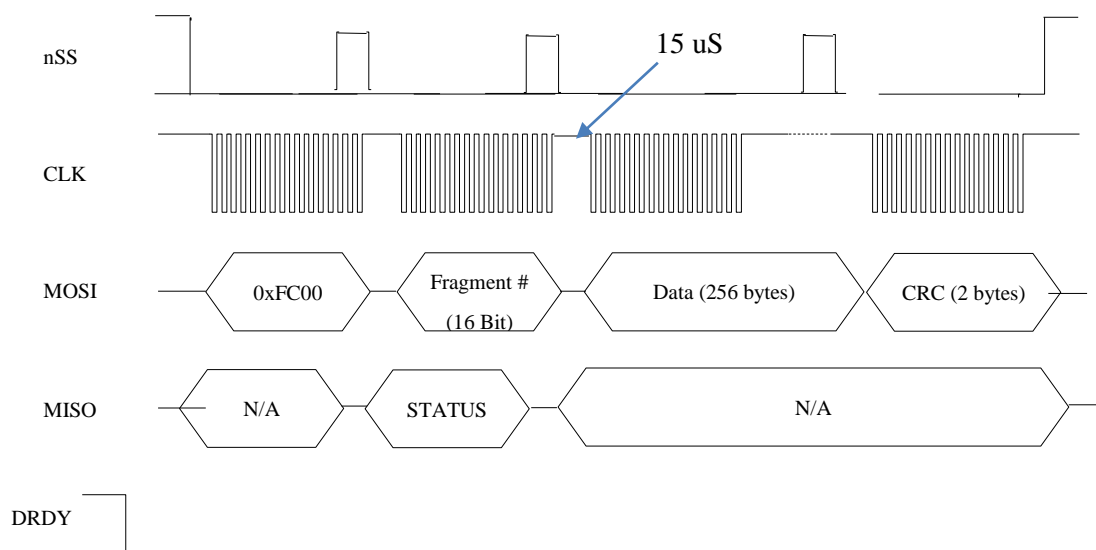 nSS
15 uS
CLK
MOSI
0xFC00
Fragment #
(16 Bit)
Data (256 bytes)
CRC (2 bytes)
MISO
N/A
STATUS
N/A
DRDY